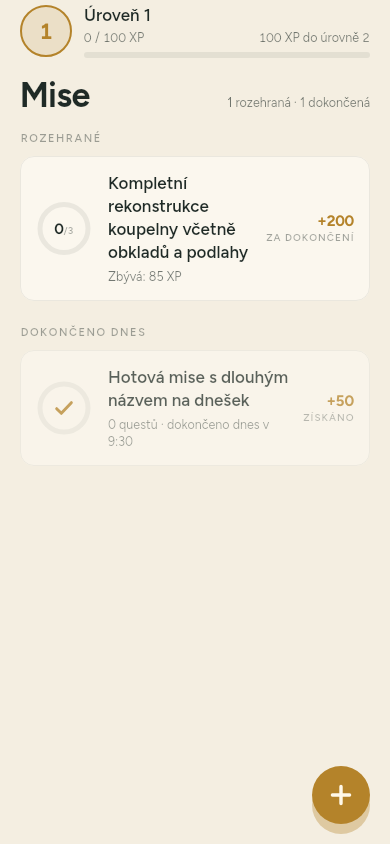 1
Úroveň 1
0 / 100 XP
100 XP do úrovně 2
Mise
1 rozehraná · 1 dokončená
ROZEHRANÉ
0/3
Kompletní
rekonstrukce
koupelny včetně
obkladů a podlahy
Zbývá: 85 XP
+200
ZA DOKONČENÍ
DOKONČENO DNES
Hotová mise s dlouhým
názvem na dnešek
0 questů · dokončeno dnes v
9:30
+50
ZÍSKÁNO